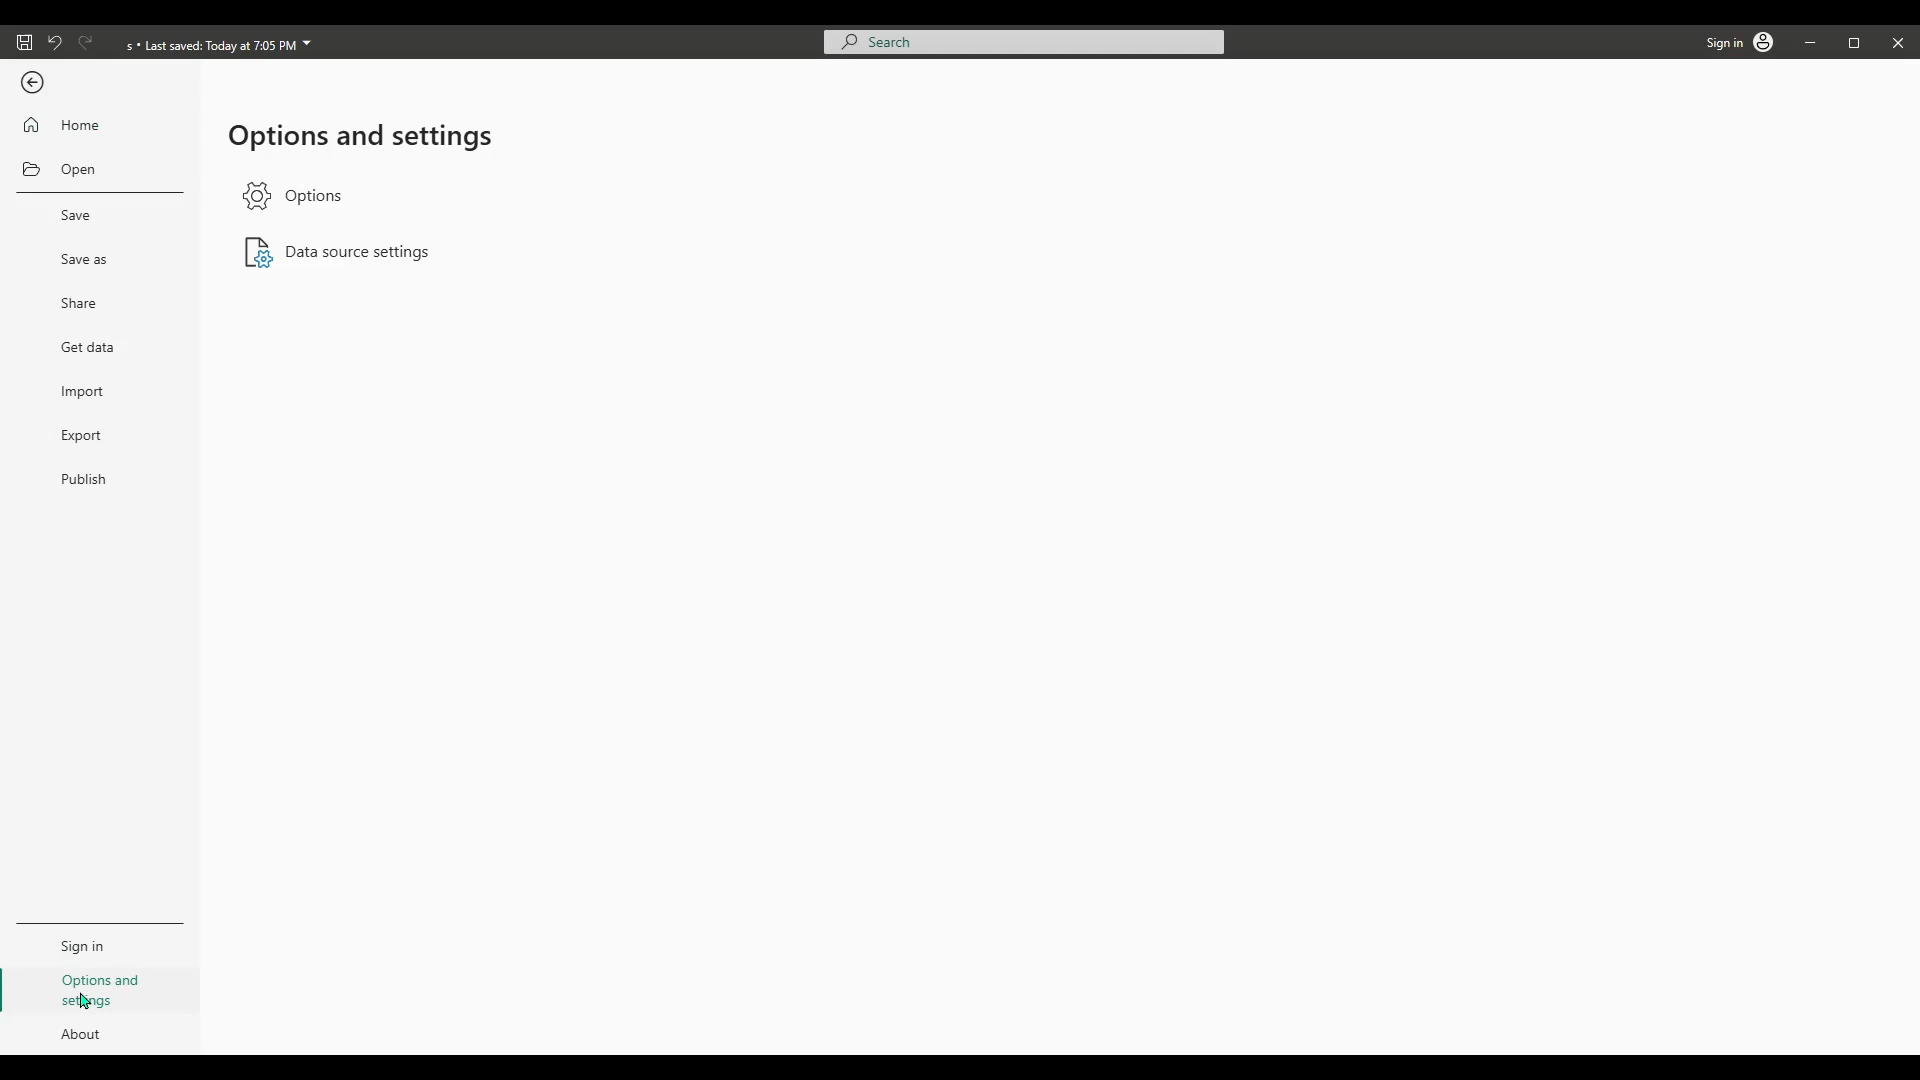 s • Last saved: Today at 7:05 PM
Search
Sign in
Home
Open
Save
Save as
Share
Get data
Import
Export
Publish
Sign in
Options and
settings
About
Options and settings
Options
Data source settings